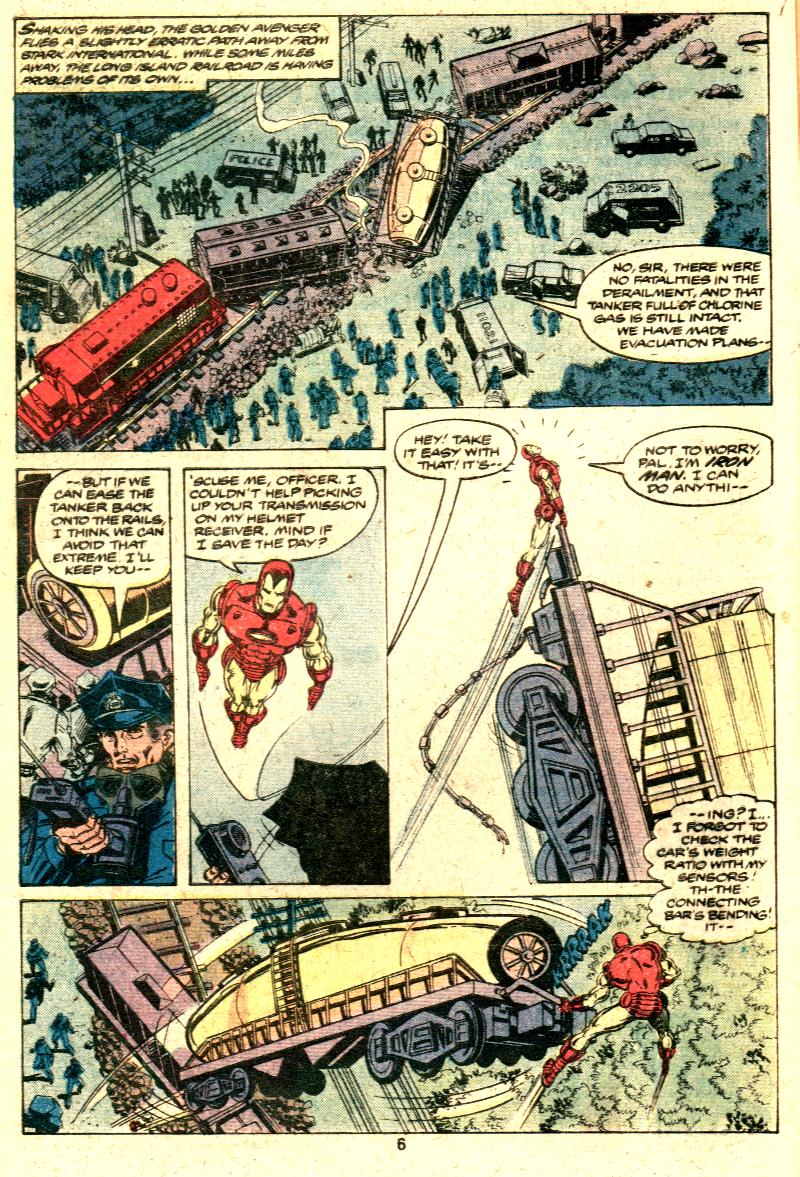 SHAKING HIS HEAD, THE GOLDEN AVENGER
FLIES A SLIGHTLY ERRATIC PATH AWAY FROM
STARK INTERNATIONAL. WHILE SOME MILES
AWAY, THE LONG ISLAND RAILROAD IS HAVING
PROBLEMS OF ITS OWN...
POLICE
2205
NO, SIR, THERE WERE
NO FATALITIES IN THE
DERAILMENT, AND THAT
TANKER FULL OF CHLORINE
GAS IS STILL INTACT.
WE HAVE MADE
EVACUATION PLANS--
--BUT IF WE
CAN EASE THE
TANKER BACK
ONTO THE RAILS,
I THINK WE CAN
AVOID THAT
EXTREME. I'LL
KEEP YOU--
'SCUSE ME, OFFICER. I
COULDN'T HELP PICKING
UP YOUR TRANSMISSION
ON MY HELMET
RECEIVER. MIND IF
I SAVE THE DAY?
HEY! TAKE
IT EASY WITH
THAT! IT'S--
NOT TO WORRY,
PAL. I'M IRON
MAN. I CAN
DO ANYTHI--
--ING? I...
I FORGOT TO
CHECK THE
CAR'S WEIGHT
RATIO WITH MY
SENSORS!
TH-THE
CONNECTING
BAR'S BENDING!
IT--
KRRRAK
6